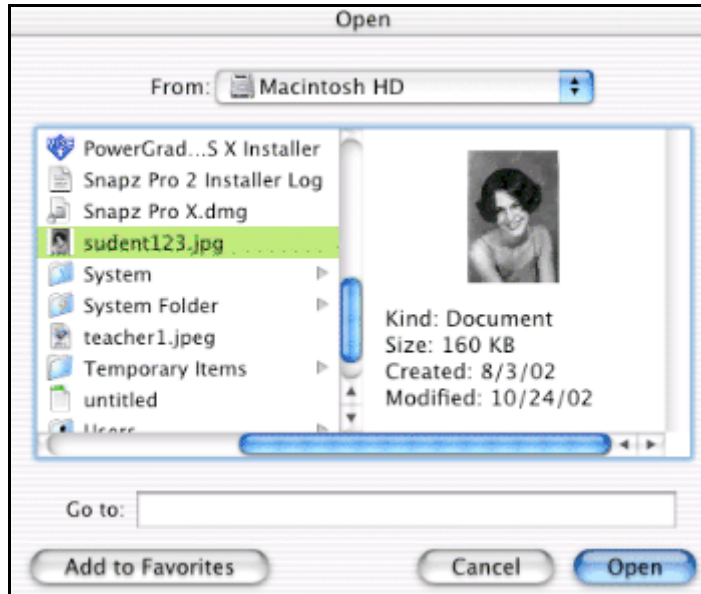 Open
From: Macintosh HD
PowerGrad...S X Installer
Snapz Pro 2 Installer Log
Snapz Pro X.dmg
sudent123.jpg
System
System Folder
teacher1.jpeg
Temporary Items
untitled
Users
Kind: Document
Size: 160 KB
Created: 8/3/02
Modified: 10/24/02
Go to:
Add to Favorites
Cancel
Open